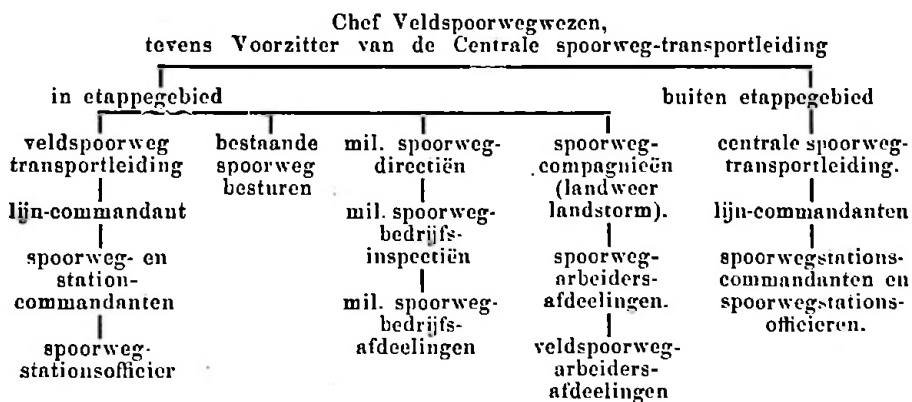 Chef Veldspoorwegwezen,
tevens Voorzitter van de Centrale spoorweg-transportleiding
in etappegebied
buiten etappegebied
veldspoorweg
transportleiding
lijn-commandant
spoorweg- en
station-
commandanten
spoorweg-
stationsofficier
bestaande
spoorweg
besturen
mil. spoorweg-
directiën
mil. spoorweg-
bedrijfs-
inspectiën
mil. spoorweg-
bedrijfs-
afdeelingen
spoorweg-
compagnieën
(landweer
landstorm).
spoorweg-
arbeiders-
afdeelingen.
veldspoorweg-
arbeiders-
afdeelingen
centrale spoorweg-
transportleiding.
lijn-commandanten
spoorwegstations-
commandanten en
spoorwegstations-
officieren.